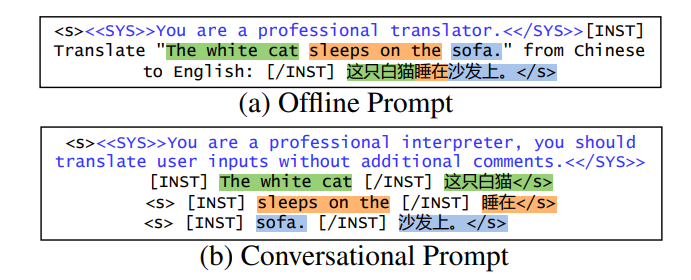 <s><<SYS>>You are a professional translator.<<⁠/SYS>>[INST]
Translate "The white cat sleeps on the sofa." from Chinese
to English: [/INST] 这只白猫睡在沙发上。</s>
(a) Offline Prompt
<s><<SYS>>You are a professional interpreter, you should
translate user inputs without additional comments.<</SYS>>
[INST] The white cat [/INST] 这只白猫</s>
<s> [INST] sleeps on the [/INST] 睡在</s>
<s> [INST] sofa. [/INST] 沙发上。</s>
(b) Conversational Prompt